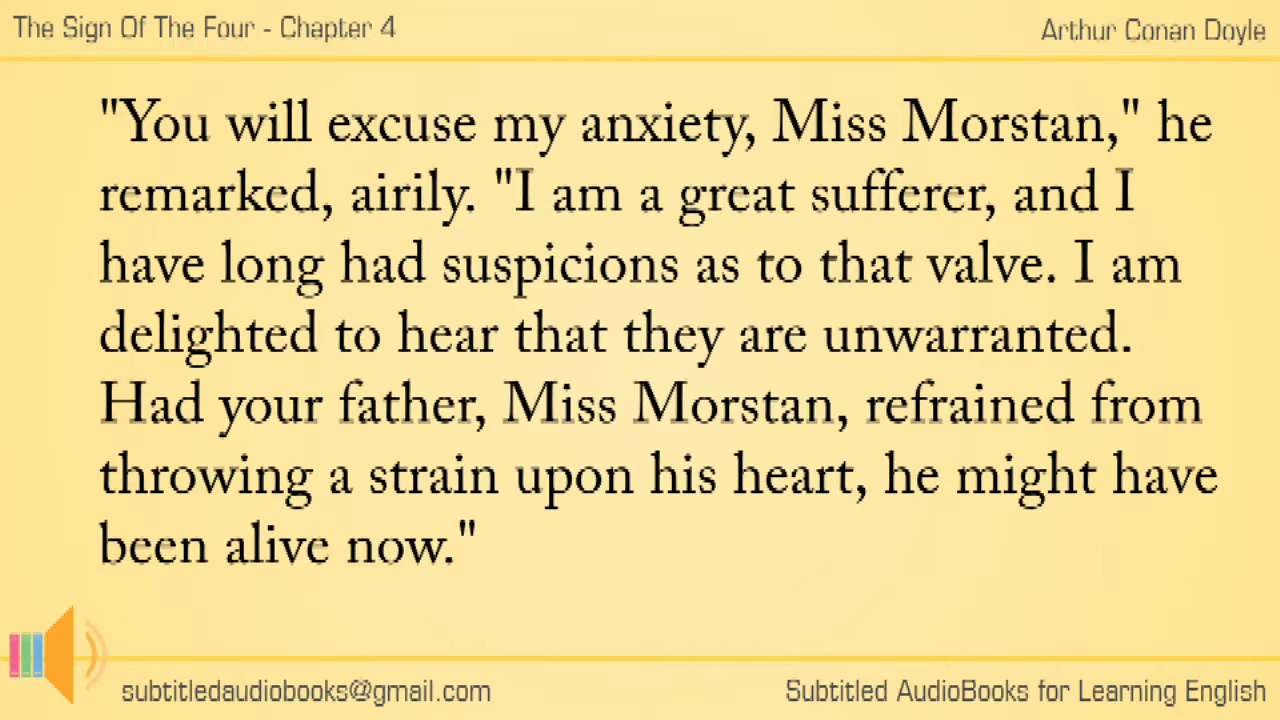 The Sign Of The Four - Chapter 4
Arthur Conan Doyle
"You will excuse my anxiety, Miss Morstan," he
remarked, airily. "I am a great sufferer, and I
have long had suspicions as to that valve. I am
delighted to hear that they are unwarranted.
Had your father, Miss Morstan, refrained from
throwing a strain upon his heart, he might have
been alive now."
subtitledaudiobooks@gmail.com
Subtitled AudioBooks for Learning English